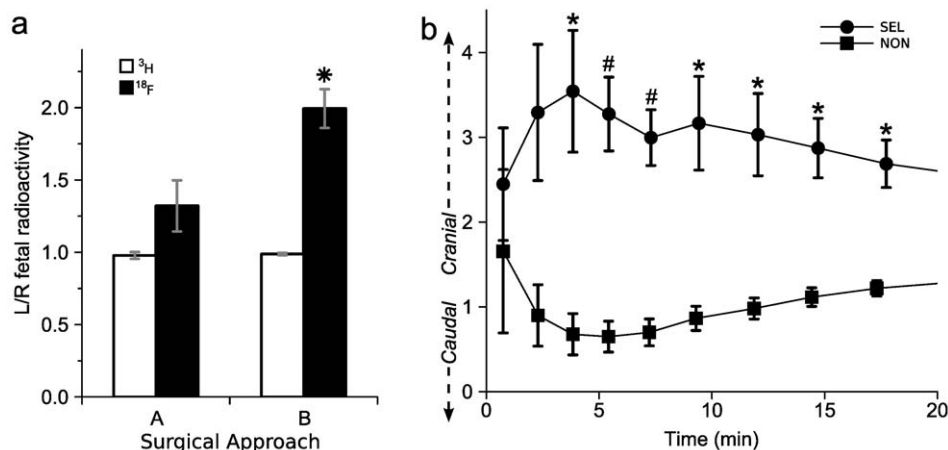 a
³H
¹⁸F
L/R fetal radioactivity
2.0
1.5
1.0
0.5
0.0
*
A
B
Surgical Approach
b
SEL
NON
Cranial
Caudal
4
3
2
1
0
* # # * * * *
0 5 10 15 20
Time (min)